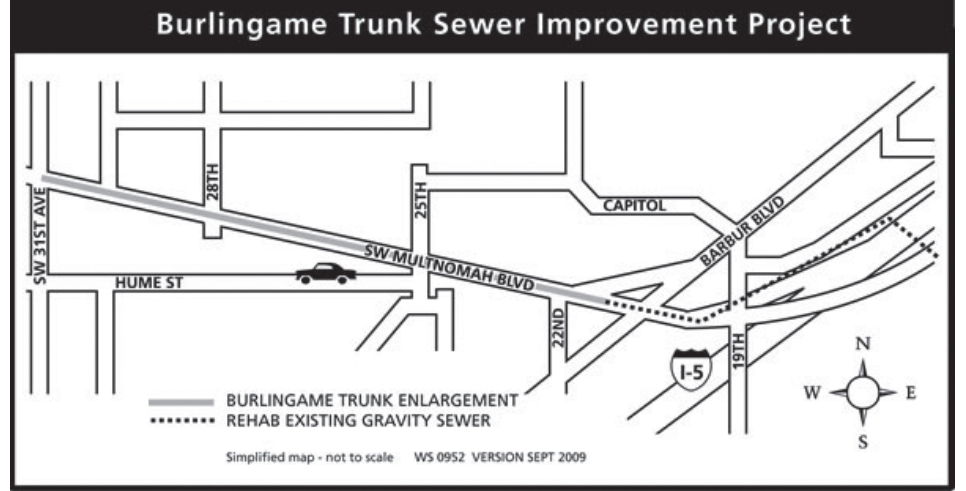 Burlingame Trunk Sewer Improvement Project
SW 31ST AVE
28TH
25TH
CAPITOL
BARBUR BLVD
SW MULTNOMAH BLVD
HUME ST
22ND
19TH
I-5
N
W E
S
BURLINGAME TRUNK ENLARGEMENT
REHAB EXISTING GRAVITY SEWER
Simplified map - not to scale WS 0952 VERSION SEPT 2009